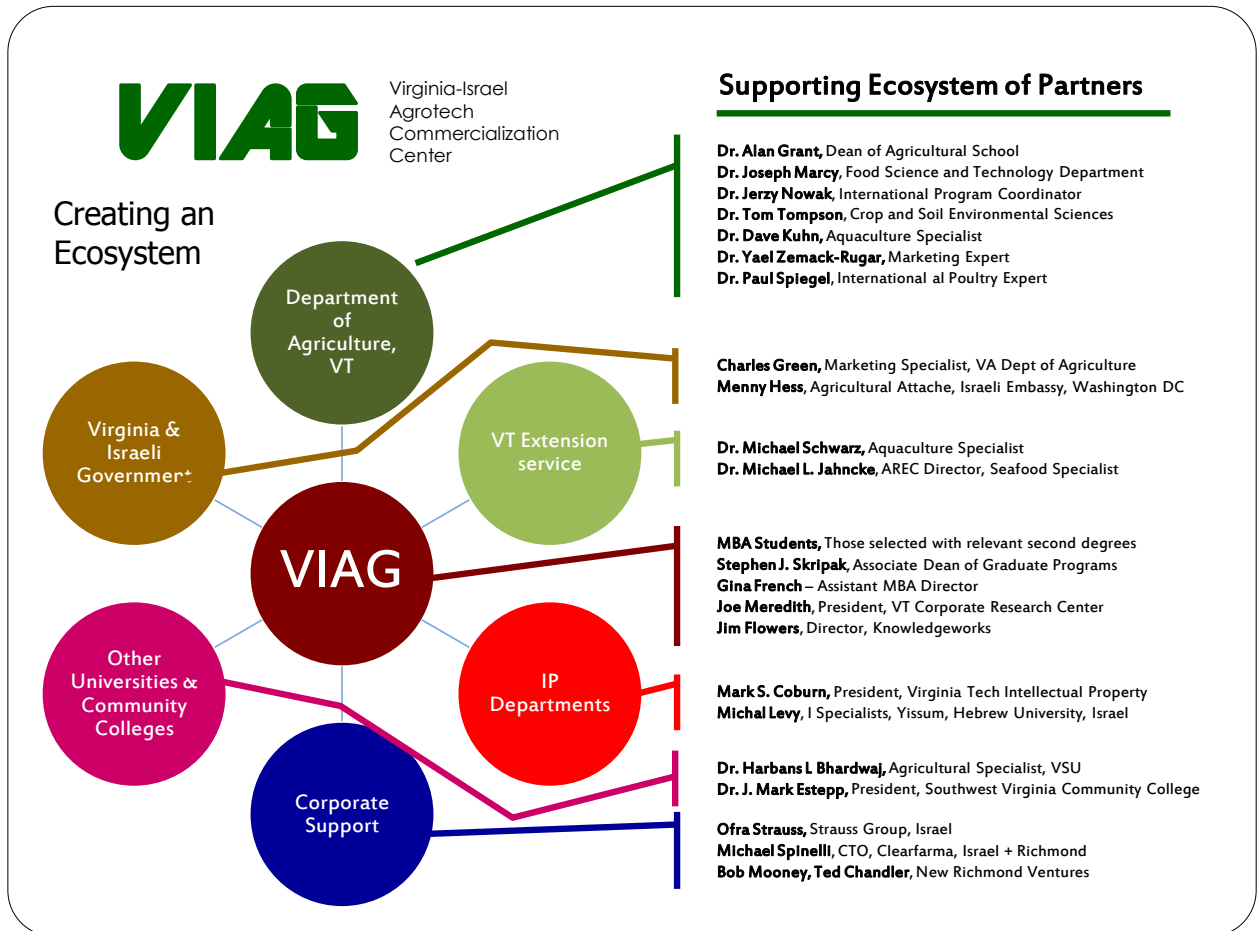 VIAG
Virginia-Israel
Agrotech
Commercialization
Center
Creating an
Ecosystem
Department
of
Agriculture,
VT
Virginia &
Israeli
Government
VT Extension
service
VIAG
Other
Universities &
Community
Colleges
IP
Departments
Corporate
Support
Supporting Ecosystem of Partners
Dr. Alan Grant, Dean of Agricultural School
Dr. Joseph Marcy, Food Science and Technology Department
Dr. Jerzy Nowak, International Program Coordinator
Dr. Tom Tompson, Crop and Soil Environmental Sciences
Dr. Dave Kuhn, Aquaculture Specialist
Dr. Yael Zemack-Rugar, Marketing Expert
Dr. Paul Spiegel, International al Poultry Expert
Charles Green, Marketing Specialist, VA Dept of Agriculture
Menny Hess, Agricultural Attache, Israeli Embassy, Washington DC
Dr. Michael Schwarz, Aquaculture Specialist
Dr. Michael L. Jahncke, AREC Director, Seafood Specialist
MBA Students, Those selected with relevant second degrees
Stephen J. Skripak, Associate Dean of Graduate Programs
Gina French – Assistant MBA Director
Joe Meredith, President, VT Corporate Research Center
Jim Flowers, Director, Knowledgeworks
Mark S. Coburn, President, Virginia Tech Intellectual Property
Michal Levy, I Specialists, Yissum, Hebrew University, Israel
Dr. Harbans L Bhardwaj, Agricultural Specialist, VSU
Dr. J. Mark Estepp, President, Southwest Virginia Community College
Ofra Strauss, Strauss Group, Israel
Michael Spinelli, CTO, Clearfarma, Israel + Richmond
Bob Mooney, Ted Chandler, New Richmond Ventures